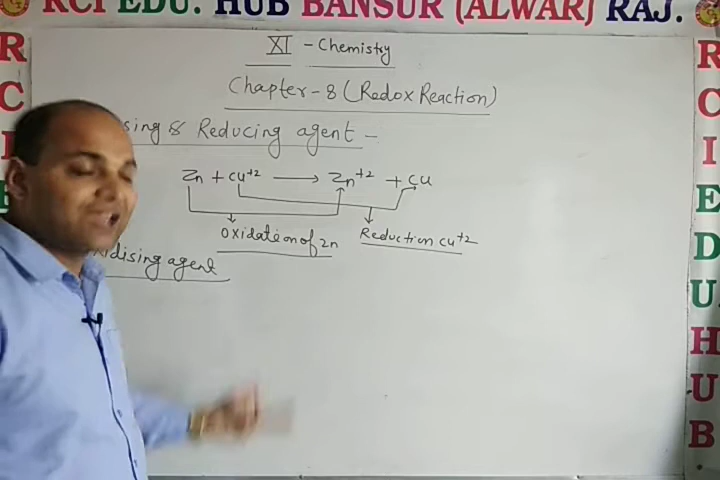 RCI EDU. HUB BANSUR (ALWAR) RAJ.
XI - Chemistry
Chapter-8 (Redox Reaction)
sing & Reducing agent -
Zn + Cu+2 → Zn+2 + Cu
Oxidation of Zn
Reduction Cu+2
dising agent
R
C
I
E
R
C
I
E
D
U
H
U
B